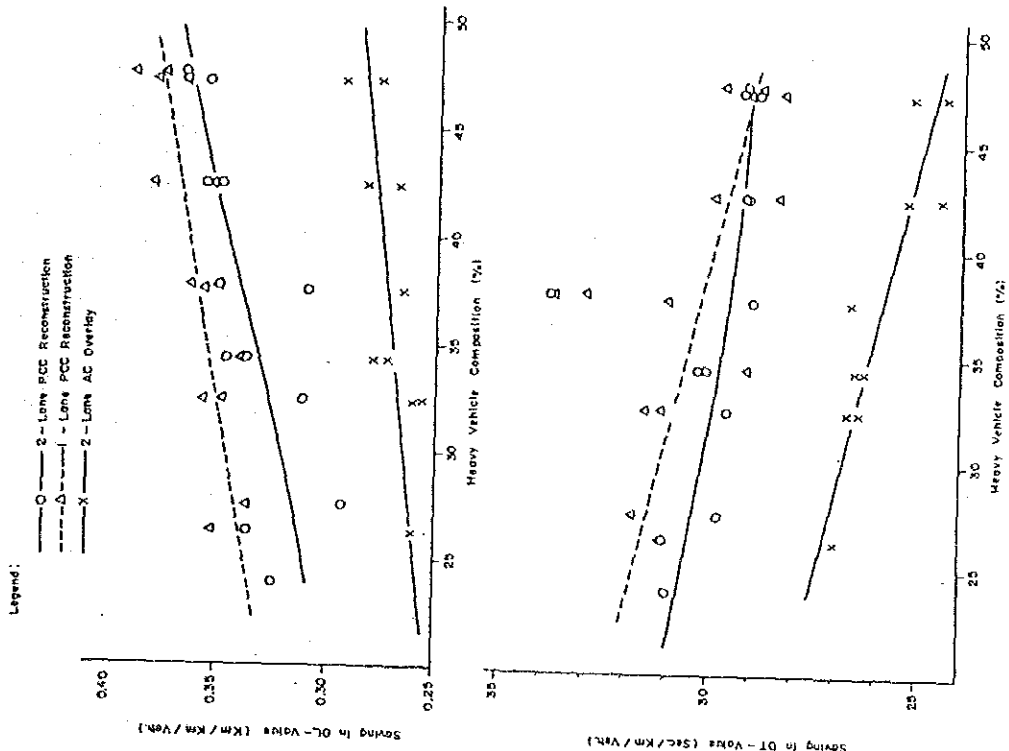 Legend:
O 2-Lane PCC Reconstruction
Δ 1-Lane PCC Reconstruction
X 2-Lane AC Overlay
Saving In OL-Value (Km/Km/Veh.)
0.40
0.35
0.30
0.25
25
30
35
40
45
50
Heavy Vehicle Composition (%)
Saving In OT-Value (Sec/Km/Veh.)
35
30
25
25
30
35
40
45
50
Heavy Vehicle Composition (%)